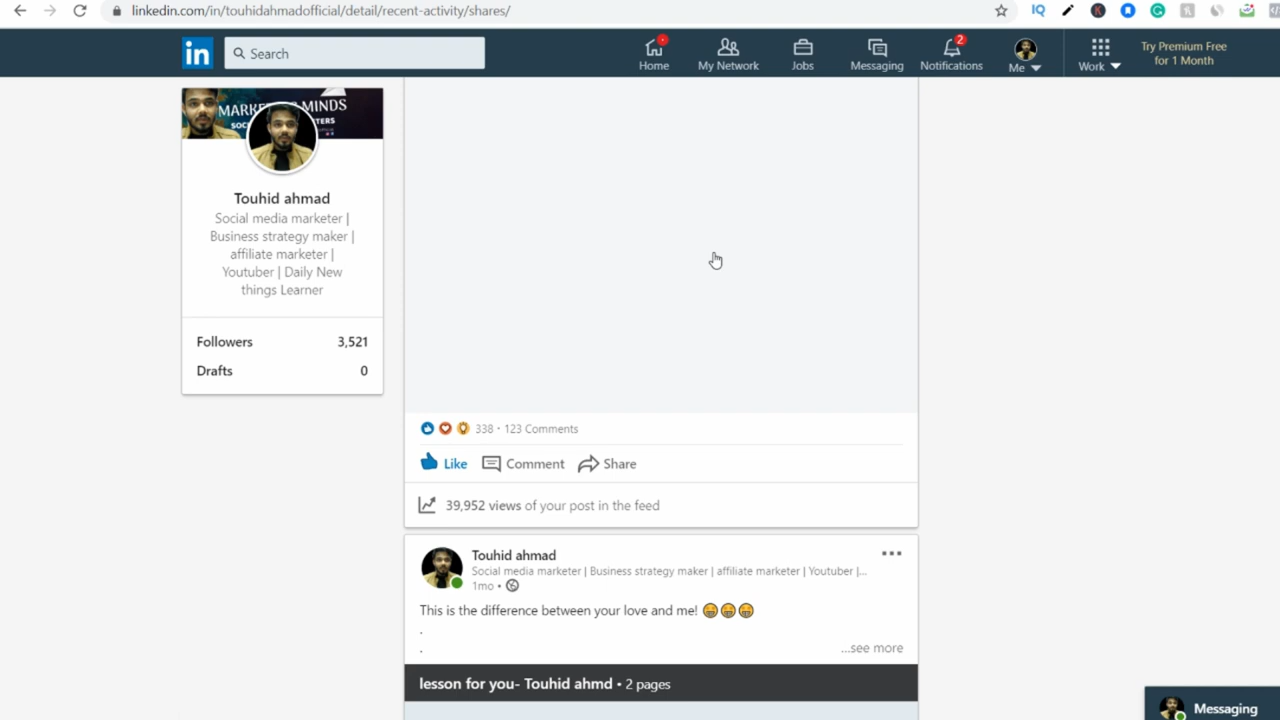 linkedin.com/in/touhidahmadofficial/detail/recent-activity/shares/
in
Search
Home
My Network
Jobs
Messaging
2
Notifications
Me
Work
Try Premium Free
for 1 Month
MINDS
Touhid ahmad
Social media marketer |
Business strategy maker |
affiliate marketer |
Youtuber | Daily New
things Learner
Followers 3,521
Drafts 0
338 • 123 Comments
Like Comment Share
39,952 views of your post in the feed
Touhid ahmad
Social media marketer | Business strategy maker | affiliate marketer | Youtuber |...
1mo •
This is the difference between your love and me! 😁😁😁
.
.
...see more
lesson for you- Touhid ahmd • 2 pages
Messaging